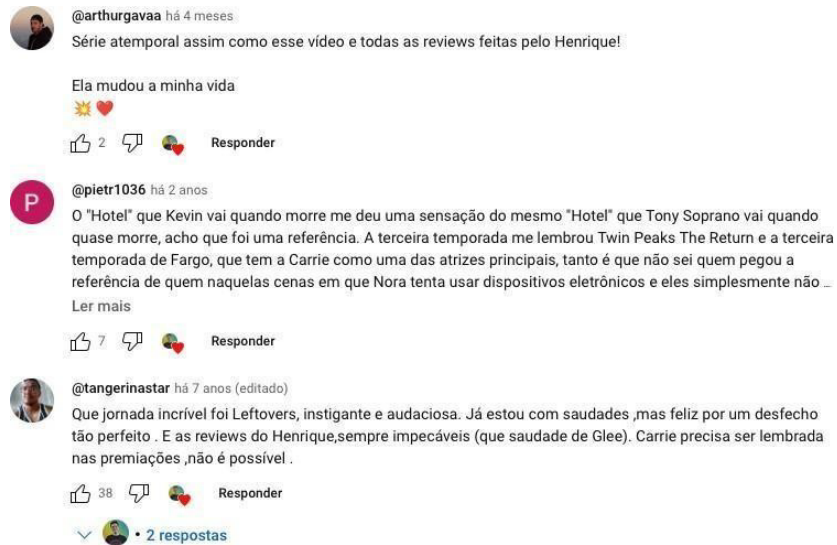 @arthurgavaa há 4 meses
Série atemporal assim como esse vídeo e todas as reviews feitas pelo Henrique!
Ela mudou a minha vida
💥❤️
2 Responder
P
@pietr1036 há 2 anos
O "Hotel" que Kevin vai quando morre me deu uma sensação do mesmo "Hotel" que Tony Soprano vai quando
quase morre, acho que foi uma referência. A terceira temporada me lembrou Twin Peaks The Return e a terceira
temporada de Fargo, que tem a Carrie como uma das atrizes principais, tanto é que não sei quem pegou a
referência de quem naquelas cenas em que Nora tenta usar dispositivos eletrônicos e eles simplesmente não ...
Ler mais
7 Responder
@tangerinastar há 7 anos (editado)
Que jornada incrível foi Leftovers, instigante e audaciosa. Já estou com saudades ,mas feliz por um desfecho
tão perfeito . E as reviews do Henrique,sempre impecáveis (que saudade de Glee). Carrie precisa ser lembrada
nas premiações ,não é possível .
38 Responder
• 2 respostas